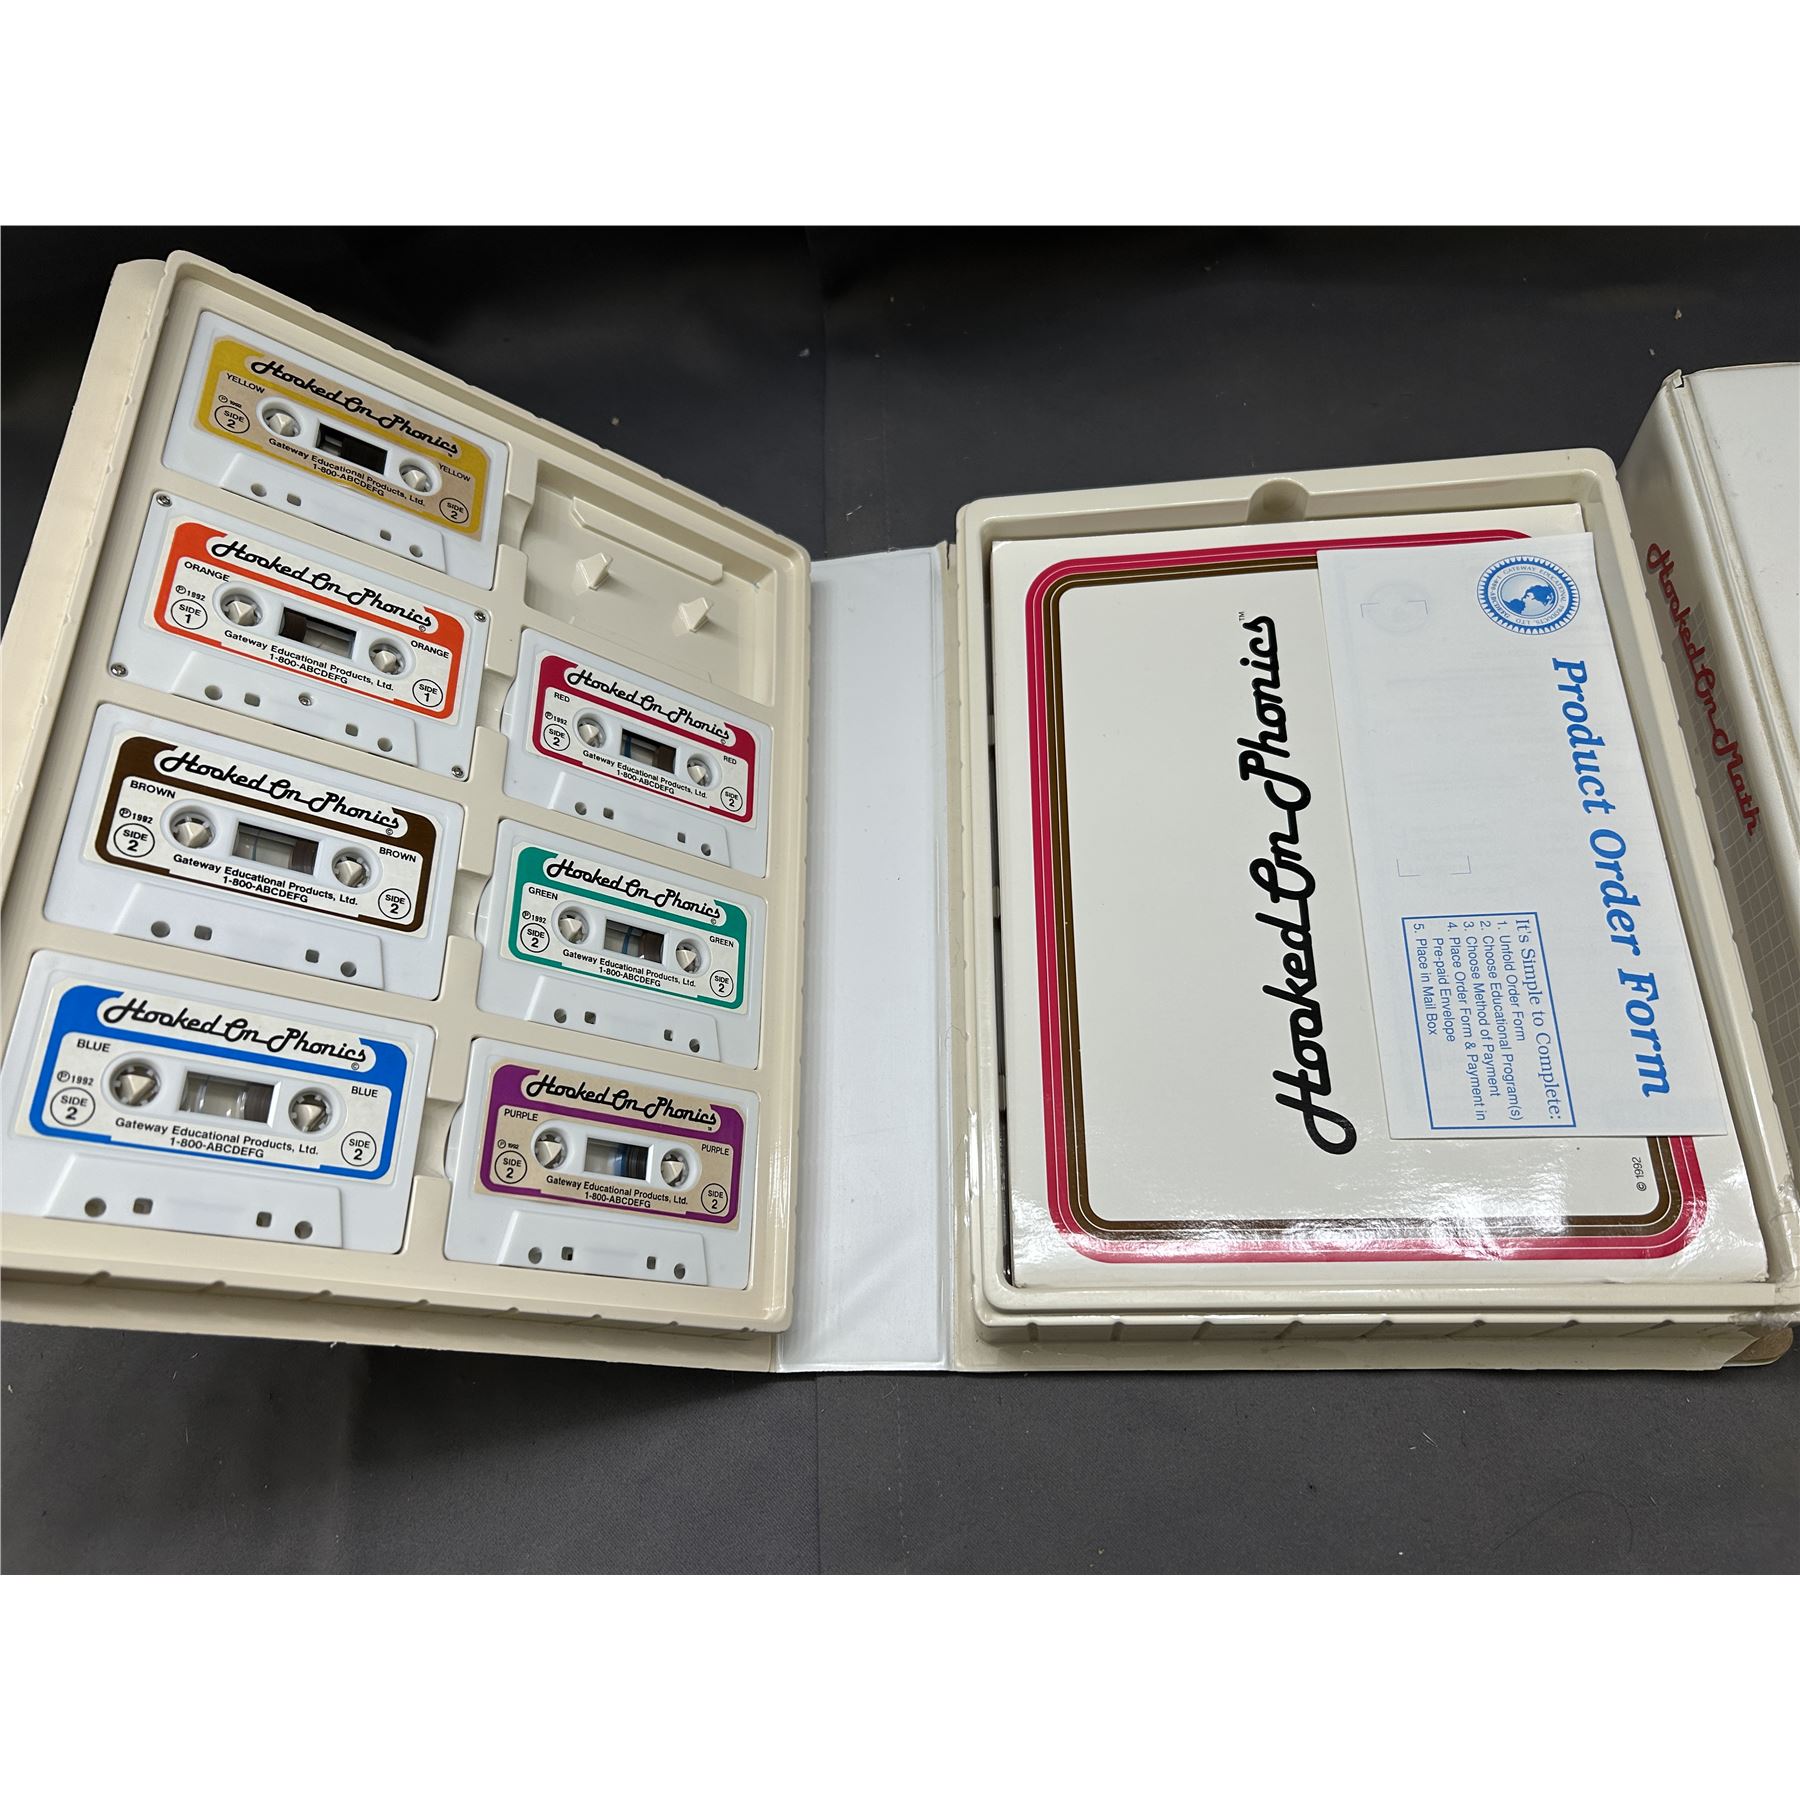 Hooked On Phonics
YELLOW
YELLOW
℗ 1992
SIDE 2
SIDE 2
Gateway Educational Products, Ltd.
1-800-ABCDEFG
Hooked On Phonics
©
ORANGE
ORANGE
℗ 1992
SIDE 1
SIDE 1
Gateway Educational Products, Ltd.
1-800-ABCDEFG
Hooked On Phonics
©
BROWN
BROWN
℗ 1992
SIDE 2
SIDE 2
Gateway Educational Products, Ltd.
1-800-ABCDEFG
Hooked On Phonics
©
BLUE
BLUE
℗ 1992
SIDE 2
SIDE 2
Gateway Educational Products, Ltd.
1-800-ABCDEFG
Hooked On Phonics
©
RED
RED
℗ 1992
SIDE 2
SIDE 2
Gateway Educational Products, Ltd.
1-800-ABCDEFG
Hooked On Phonics
©
GREEN
GREEN
℗ 1992
SIDE 2
SIDE 2
Gateway Educational Products, Ltd.
1-800-ABCDEFG
Hooked On Phonics
PURPLE
PURPLE
℗ 1992
SIDE 2
SIDE 2
Gateway Educational Products, Ltd.
1-800-ABCDEFG
Hooked On Phonics™
© 1992
GATEWAY EDUCATIONAL PRODUCTS, LTD.
Product Order Form
It's Simple to Complete:
1. Unfold Order Form
2. Choose Educational Program(s)
3. Choose Method of Payment
4. Place Order Form & Payment in
Pre-paid Envelope
5. Place in Mail Box
Hooked On Math